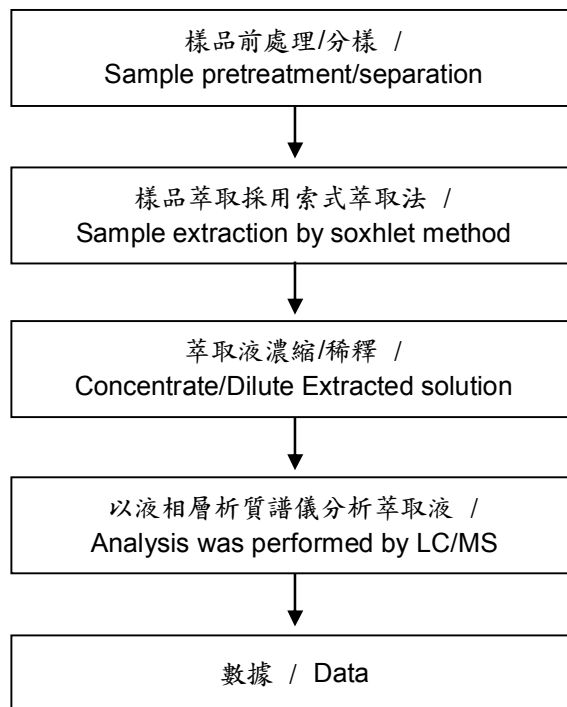 樣品前處理/分樣 /
Sample pretreatment/separation
樣品萃取採用索式萃取法 /
Sample extraction by soxhlet method
萃取液濃縮/稀釋 /
Concentrate/Dilute Extracted solution
以液相層析質譜儀分析萃取液 /
Analysis was performed by LC/MS
數據 / Data